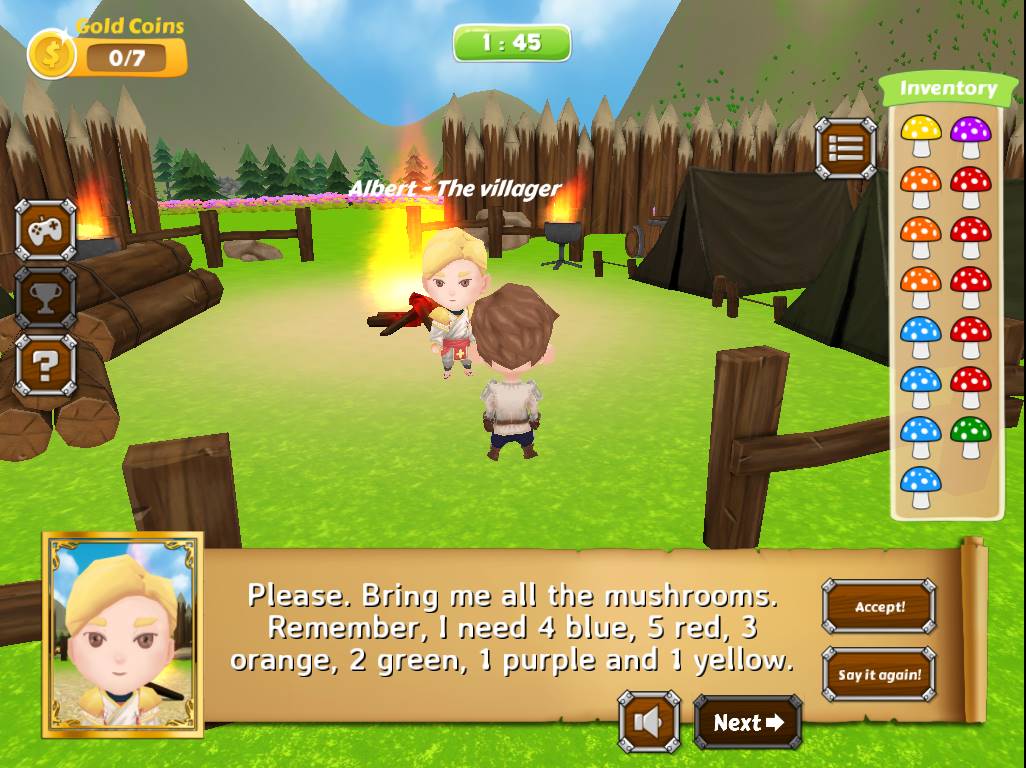 Gold Coins
0/7
1 : 45
Inventory
Albert - The villager
Please. Bring me all the mushrooms.
Remember, I need 4 blue, 5 red, 3
orange, 2 green, 1 purple and 1 yellow.
Accept!
Say it again!
Next